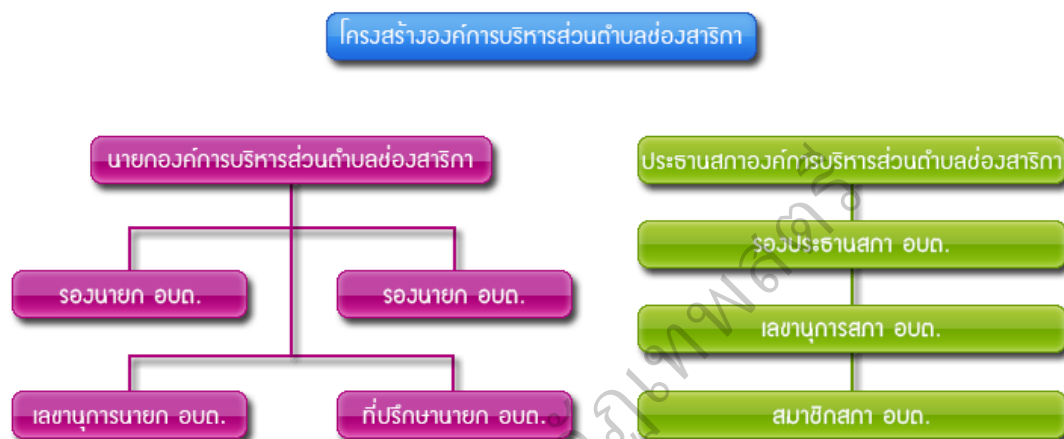 โครงสร้างองค์การบริหารส่วนตำบลช่องสาริกา
นายกองค์การบริหารส่วนตำบลช่องสาริกา
รองนายก อบต.
รองนายก อบต.
เลขานุการนายก อบต.
ที่ปรึกษานายก อบต.
ประธานสภาองค์การบริหารส่วนตำบลช่องสาริกา
รองประธานสภา อบต.
เลขานุการสภา อบต.
สมาชิกสภา อบต.